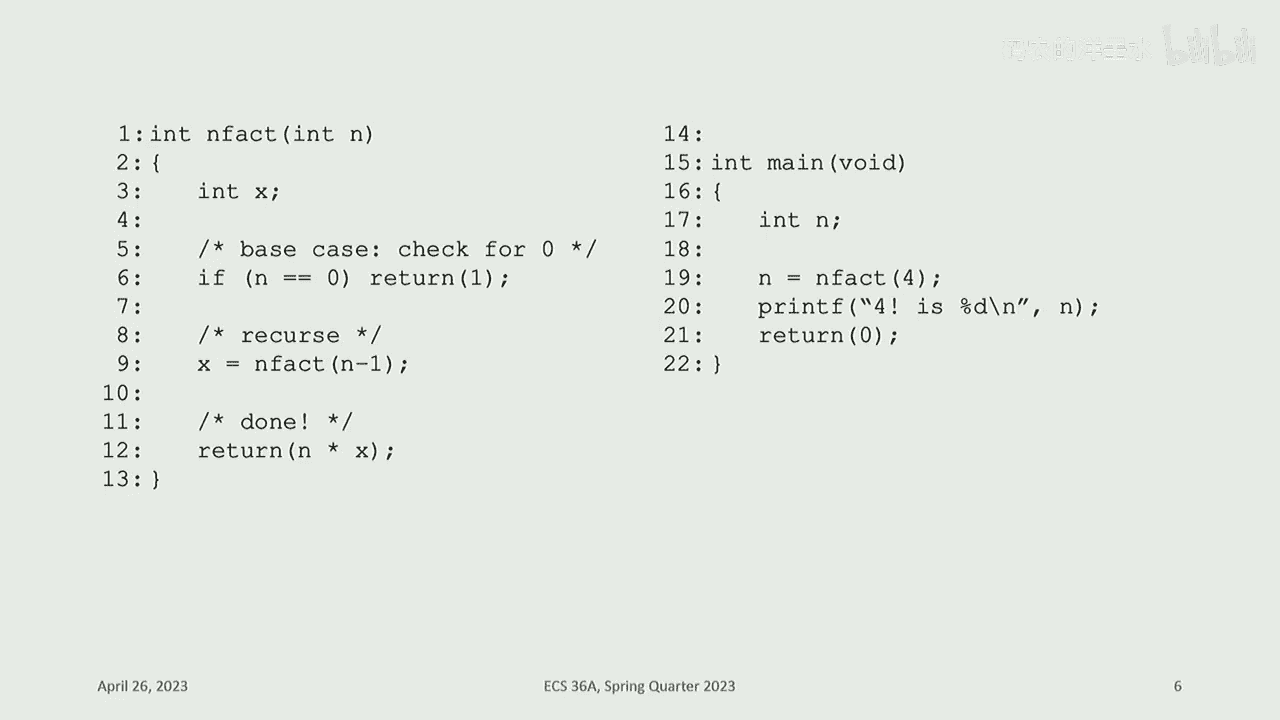 bilibili
1:int nfact(int n)
2:{
3:    int x;
4:
5:    /* base case: check for 0 */
6:    if (n == 0) return(1);
7:
8:    /* recurse */
9:    x = nfact(n-1);
10:
11:    /* done! */
12:    return(n * x);
13:}
14:
15:int main(void)
16:{
17:    int n;
18:
19:    n = nfact(4);
20:    printf(“4! is %d\n”, n);
21:    return(0);
22:}
April 26, 2023
ECS 36A, Spring Quarter 2023
6